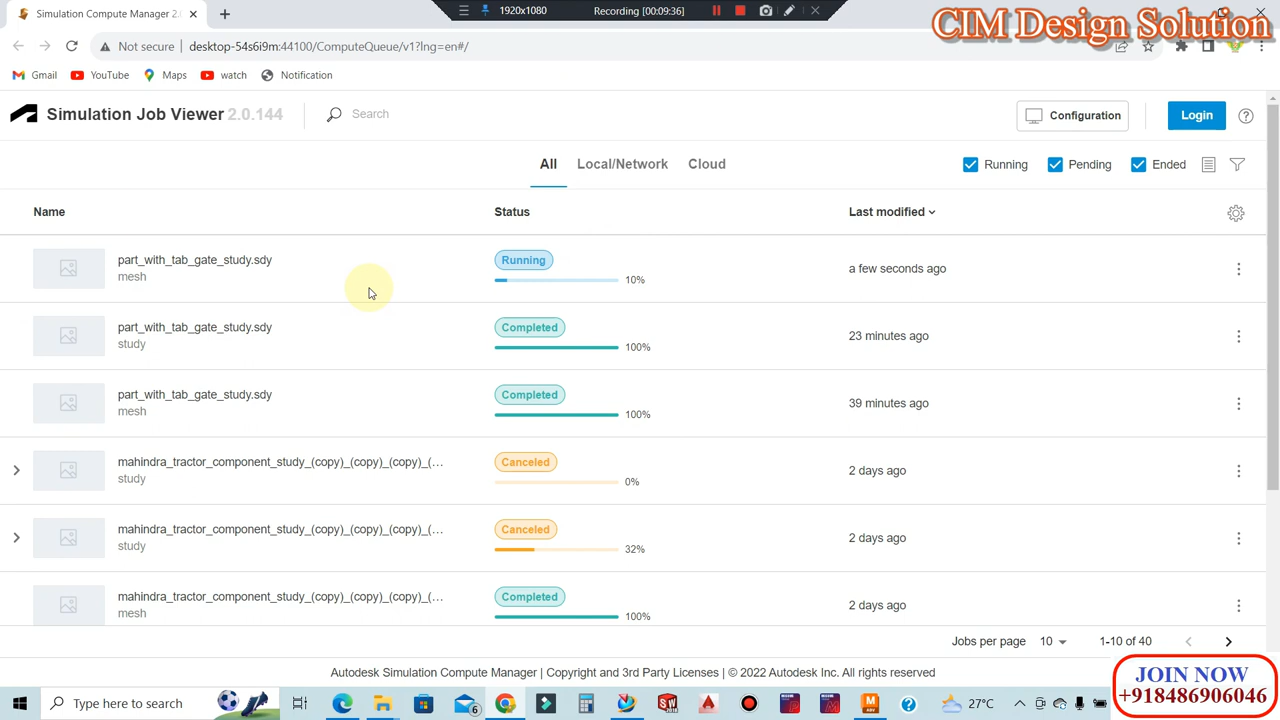 Simulation Compute Manager 2.
1920x1080
Recording [00:09:36]
CIM Design Solution
Not secure
desktop-54s6l9m:44100/ComputeQueue/v1?lng=en#/
Gmail
YouTube
Maps
watch
Notification
Simulation Job Viewer 2.0.144
Search
Configuration
Login
All
Local/Network
Cloud
Running
Pending
Ended
Name
Status
Last modified
part_with_tab_gate_study.sdy
mesh
Running
10%
a few seconds ago
part_with_tab_gate_study.sdy
study
Completed
100%
23 minutes ago
part_with_tab_gate_study.sdy
mesh
Completed
100%
39 minutes ago
mahindra_tractor_component_study_(copy)_(copy)_(copy)_(...
study
Canceled
0%
2 days ago
mahindra_tractor_component_study_(copy)_(copy)_(copy)_(...
study
Canceled
32%
2 days ago
mahindra_tractor_component_study_(copy)_(copy)_(copy)_(...
mesh
Completed
100%
2 days ago
Jobs per page
10
1-10 of 40
Autodesk Simulation Compute Manager | Copyright and 3rd Party Licenses | © 2022 Autodesk Inc. All rights reserved
JOIN NOW
+918486906046
Type here to search
6
27°C